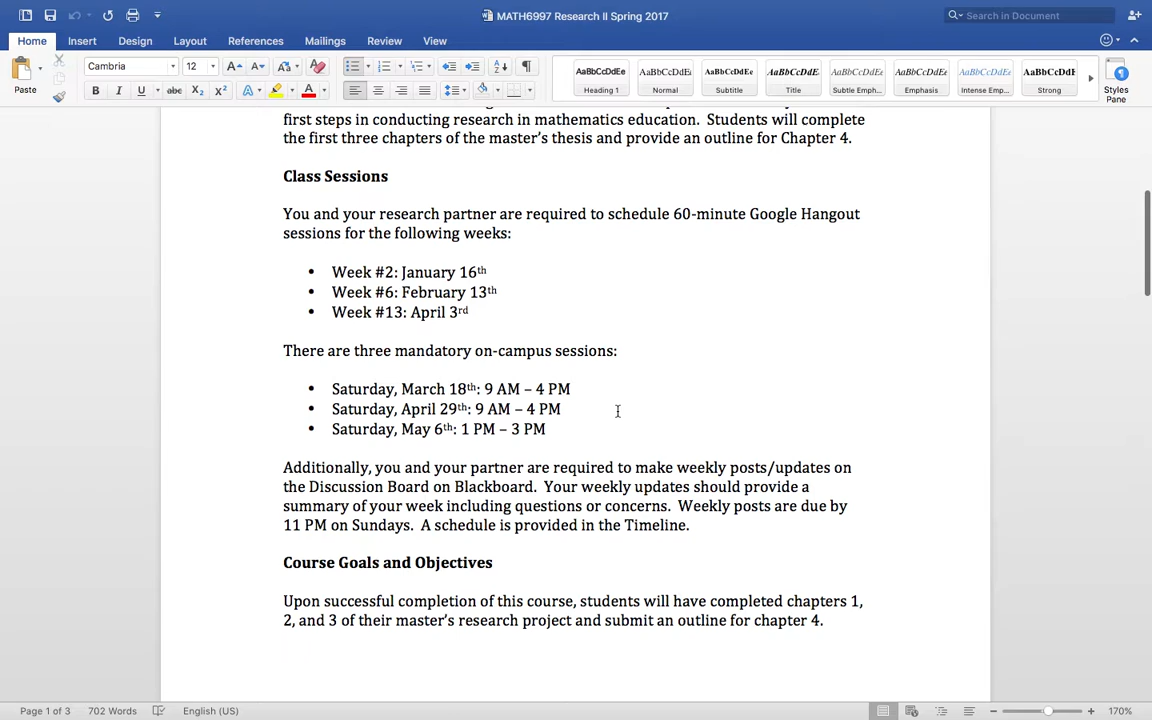 MATH6997 Research II Spring 2017
Search in Document
Home Insert Design Layout References Mailings Review View
Paste
Cambria 12
AaBbCcDdEe AaBbCcDdEe AaBbCcDdEe AaBbCcDdE AaBbCcDdEe AaBbCcDdEe AaBbCcDdEe AaBbCcDdE
Heading 1 Normal Subtitle Title Subtle Emph... Emphasis Intense Emp... Strong
Styles
Pane
first steps in conducting research in mathematics education. Students will complete
the first three chapters of the master's thesis and provide an outline for Chapter 4.
Class Sessions
You and your research partner are required to schedule 60-minute Google Hangout
sessions for the following weeks:
• Week #2: January 16th
• Week #6: February 13th
• Week #13: April 3rd
There are three mandatory on-campus sessions:
• Saturday, March 18th: 9 AM – 4 PM
• Saturday, April 29th: 9 AM – 4 PM
• Saturday, May 6th: 1 PM – 3 PM
Additionally, you and your partner are required to make weekly posts/updates on
the Discussion Board on Blackboard. Your weekly updates should provide a
summary of your week including questions or concerns. Weekly posts are due by
11 PM on Sundays. A schedule is provided in the Timeline.
Course Goals and Objectives
Upon successful completion of this course, students will have completed chapters 1,
2, and 3 of their master's research project and submit an outline for chapter 4.
Page 1 of 3 702 Words English (US) 170%